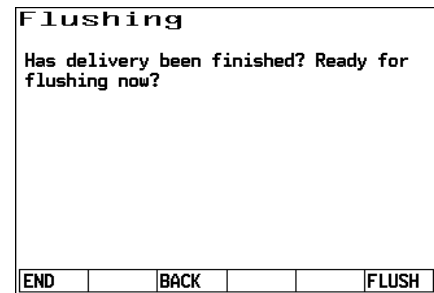 Flushing
Has delivery been finished? Ready for
flushing now?
END BACK FLUSH